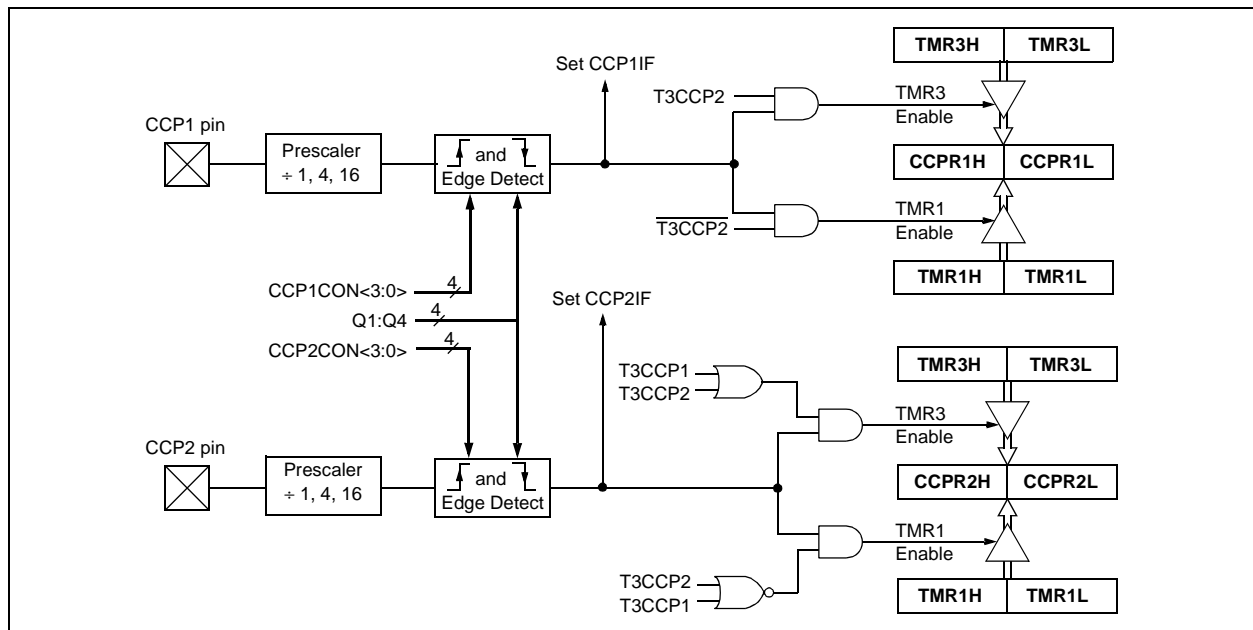 TMR3H TMR3L
Set CCP1IF
T3CCP2
TMR3
Enable
CCP1 pin
Prescaler
÷ 1, 4, 16
and
Edge Detect
CCPR1H CCPR1L
T3CCP2
TMR1
Enable
TMR1H TMR1L
CCP1CON<3:0> 4
Q1:Q4 4
CCP2CON<3:0> 4
Set CCP2IF
T3CCP1
T3CCP2
TMR3H TMR3L
TMR3
Enable
CCP2 pin
Prescaler
÷ 1, 4, 16
and
Edge Detect
CCPR2H CCPR2L
TMR1
Enable
T3CCP2
T3CCP1
TMR1H TMR1L